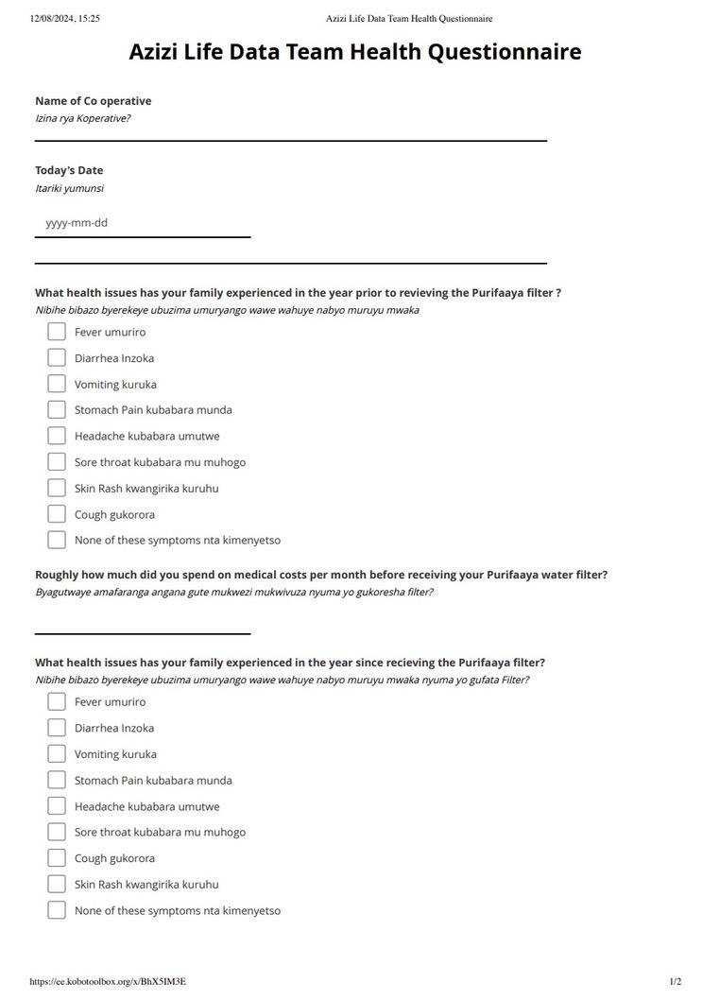 12/08/2024, 15:25 Azizi Life Data Team Health Questionnaire
Azizi Life Data Team Health Questionnaire
Name of Co operative
Izina rya Koperative?
Today's Date
Itariki yumunsi
yyyy-mm-dd
What health issues has your family experienced in the year prior to revieving the Purifaaya filter ?
Nibihe bibazo byerekeye ubuzima umuryango wawe wahuye nabyo muruyu mwaka
Fever umuriro
Diarrhea Inzoka
Vomiting kuruka
Stomach Pain kubabara munda
Headache kubabara umutwe
Sore throat kubabara mu muhogo
Skin Rash kwangirika kuruhu
Cough gukorora
None of these symptoms nta kimenyetso
Roughly how much did you spend on medical costs per month before receiving your Purifaaya water filter?
Byagutwaye amafaranga angana gute mukwezi mukwivuza nyuma yo gukoresha filter?
What health issues has your family experienced in the year since recieving the Purifaaya filter?
Nibihe bibazo byerekeye ubuzima umuryango wawe wahuye nabyo muruyu mwaka nyuma yo gufata Filter?
Fever umuriro
Diarrhea Inzoka
Vomiting kuruka
Stomach Pain kubabara munda
Headache kubabara umutwe
Sore throat kubabara mu muhogo
Cough gukorora
Skin Rash kwangirika kuruhu
None of these symptoms nta kimenyetso
https://ee.kobotoolbox.org/x/BhX5IM3E 1/2